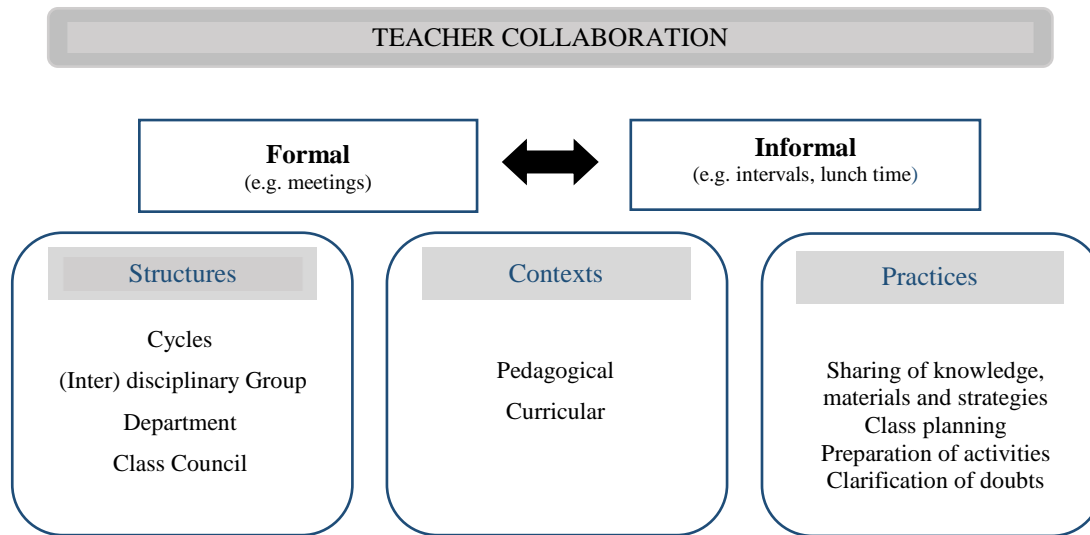 TEACHER COLLABORATION
Formal
(e.g. meetings)
Informal
(e.g. intervals, lunch time)
Structures
Cycles
(Inter) disciplinary Group
Department
Class Council
Contexts
Pedagogical
Curricular
Practices
Sharing of knowledge,
materials and strategies
Class planning
Preparation of activities
Clarification of doubts